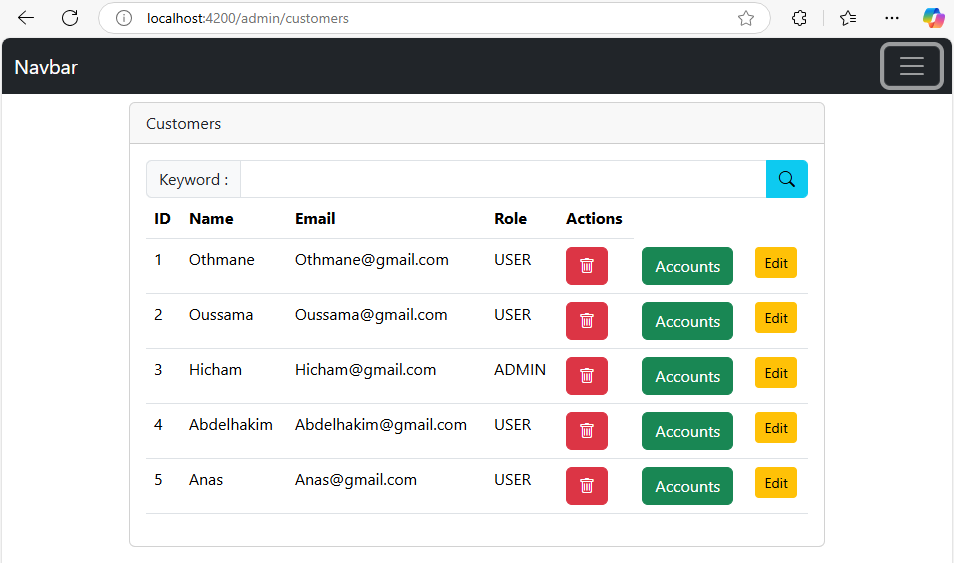 localhost:4200/admin/customers
Navbar
Customers
Keyword :
ID Name Email Role Actions
1 Othmane Othmane@gmail.com USER Accounts Edit
2 Oussama Oussama@gmail.com USER Accounts Edit
3 Hicham Hicham@gmail.com ADMIN Accounts Edit
4 Abdelhakim Abdelhakim@gmail.com USER Accounts Edit
5 Anas Anas@gmail.com USER Accounts Edit